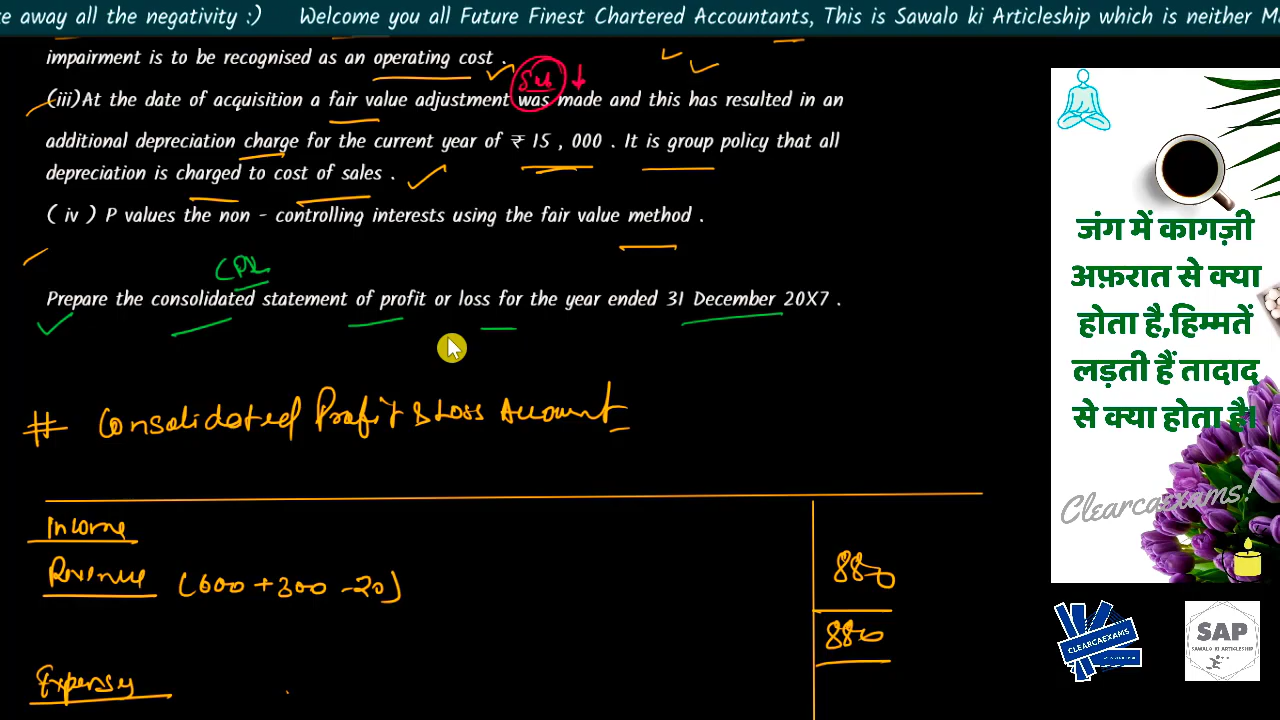 e away all the negativity :) Welcome you all Future Finest Chartered Accountants, This is Sawalo ki Articleship which is neither M
impairment is to be recognised as an operating cost .
Sub ↓
(iii)At the date of acquisition a fair value adjustment was made and this has resulted in an
additional depreciation charge for the current year of ₹ 15 , 000 . It is group policy that all
depreciation is charged to cost of sales .
( iv ) P values the non - controlling interests using the fair value method .
CPL
Prepare the consolidated statement of profit or loss for the year ended 31 December 20X7 .
# Consolidated Profit & Loss Account
Income
Revenue (600 + 300 - 20) 880
880
Expenses
जंग में कागज़ी
अफ़रात से क्या
होता है,हिम्मतें
लड़ती हैं तादाद
से क्या होता है।
Clearcaexams!
CLEARCAEXAMS
SAP
SAWALO KI ARTICLESHIP